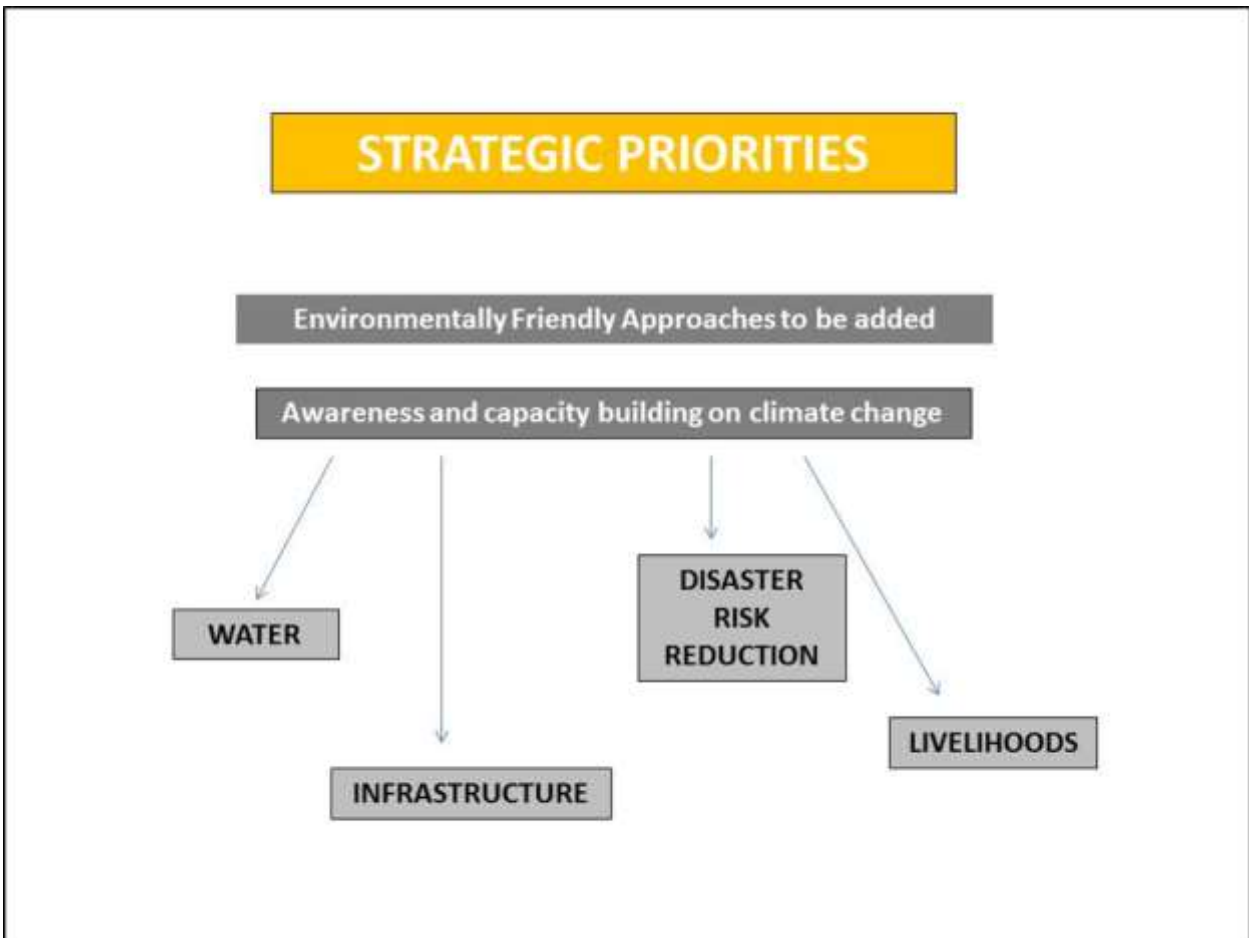 STRATEGIC PRIORITIES
Environmentally Friendly Approaches to be added
Awareness and capacity building on climate change
WATER
DISASTER
RISK
REDUCTION
INFRASTRUCTURE
LIVELIHOODS